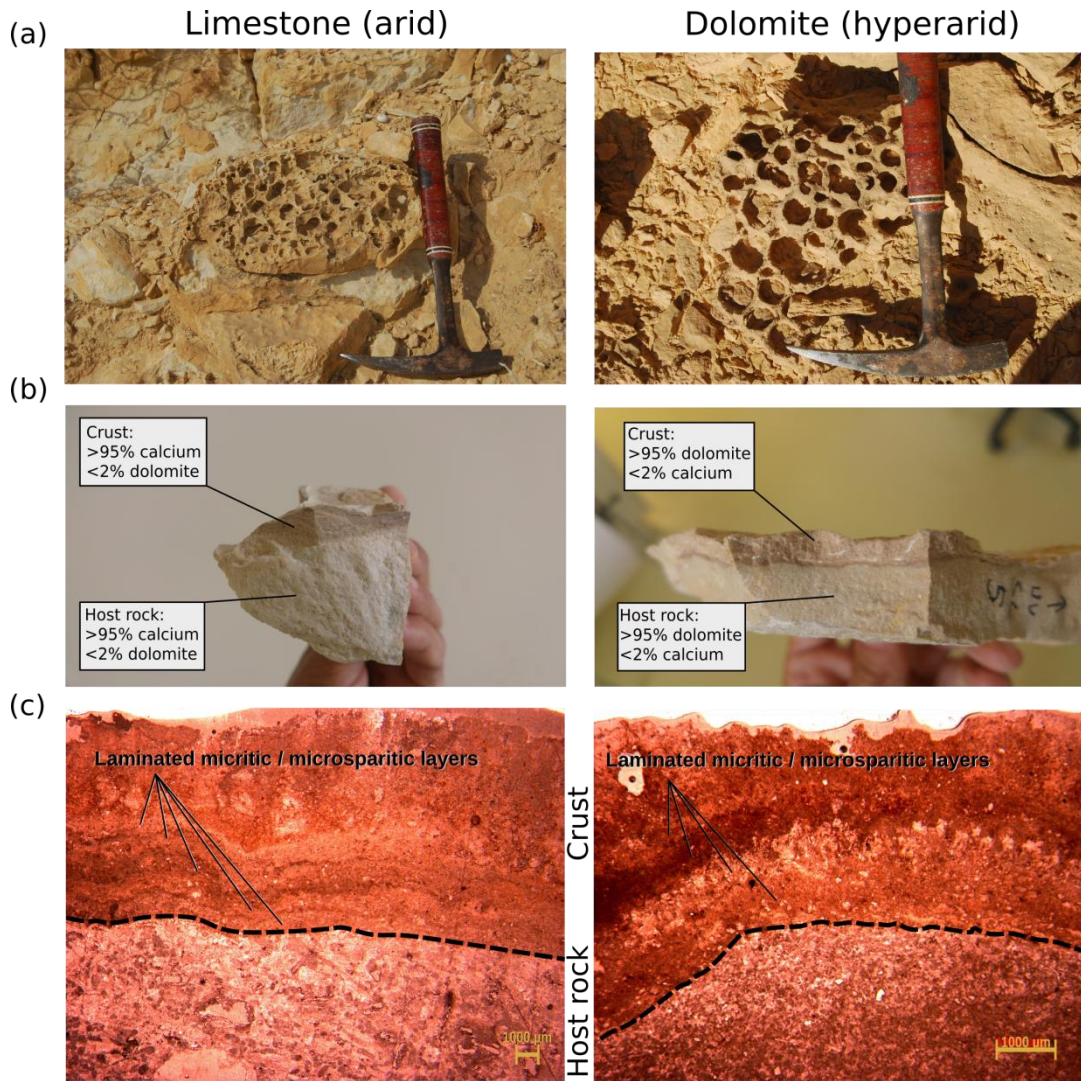 Limestone (arid)
Dolomite (hyperarid)
(a)
(b)
Crust:
>95% calcium
<2% dolomite
Host rock:
>95% calcium
<2% dolomite
Crust:
>95% dolomite
<2% calcium
Host rock:
>95% dolomite
<2% calcium
(c)
Laminated micritic / microsparitic layers
1000 µm
Crust
Host rock
Laminated micritic / microsparitic layers
1000 µm